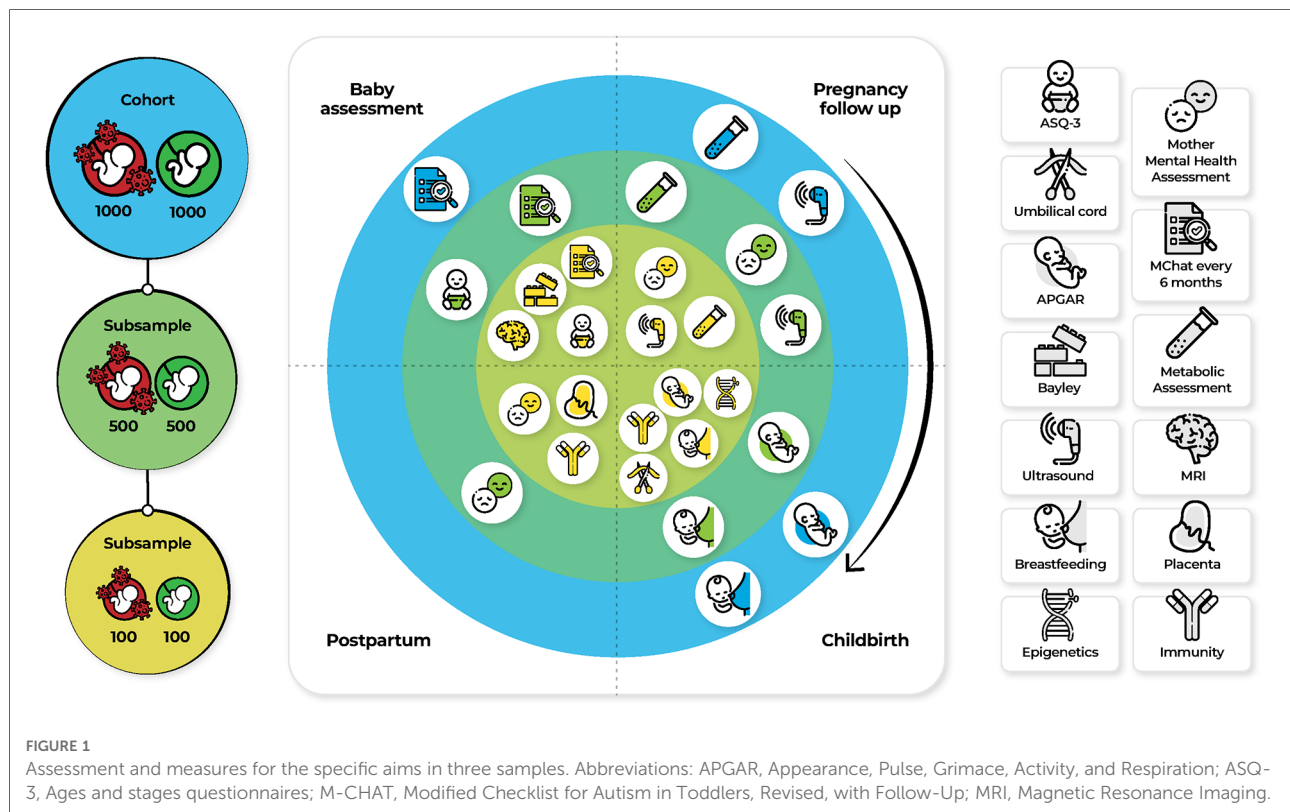 Cohort
1000 1000
Subsample
500 500
Subsample
100 100
Baby
assessment
Pregnancy
follow up
Postpartum
Childbirth
ASQ-3
Umbilical cord
APGAR
Bayley
Ultrasound
Breastfeeding
Epigenetics
Mother
Mental Health
Assessment
MChat every
6 months
Metabolic
Assessment
MRI
Placenta
Immunity
FIGURE 1
Assessment and measures for the specific aims in three samples. Abbreviations: APGAR, Appearance, Pulse, Grimace, Activity, and Respiration; ASQ-
3, Ages and stages questionnaires; M-CHAT, Modified Checklist for Autism in Toddlers, Revised, with Follow-Up; MRI, Magnetic Resonance Imaging.